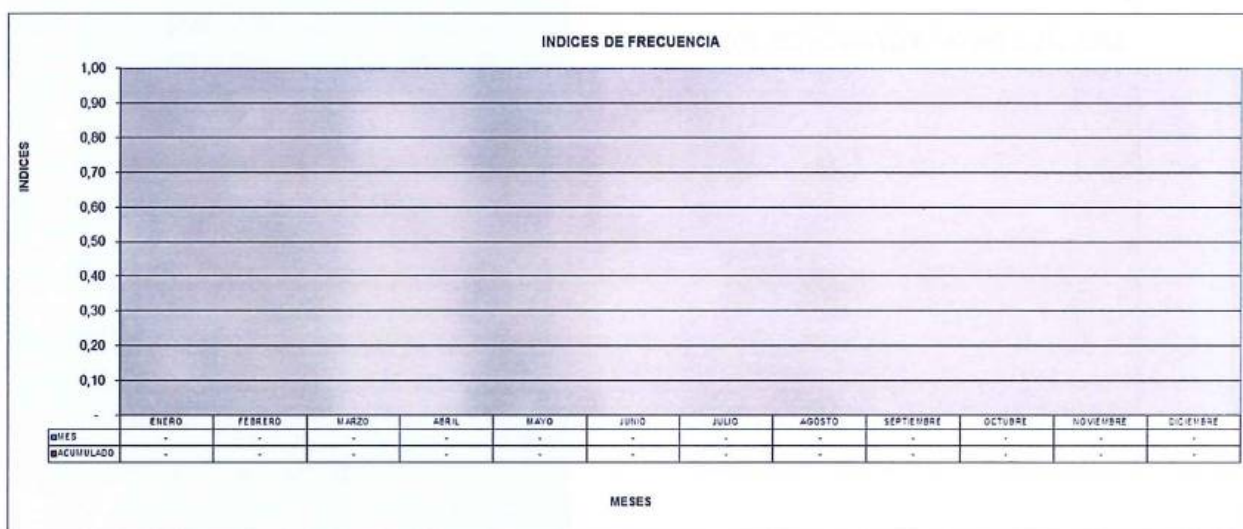 INDICES DE FRECUENCIA
INDICES
1,00
0,90
0,80
0,70
0,60
0,50
0,40
0,30
0,20
0,10
-
ENERO FEBRERO MARZO ABRIL MAYO JUNIO JULIO AGOSTO SEPTIEMBRE OCTUBRE NOVIEMBRE DICIEMBRE
MES - - - - - - - - - - - -
ACUMULADO - - - - - - - - - - - -
MESES